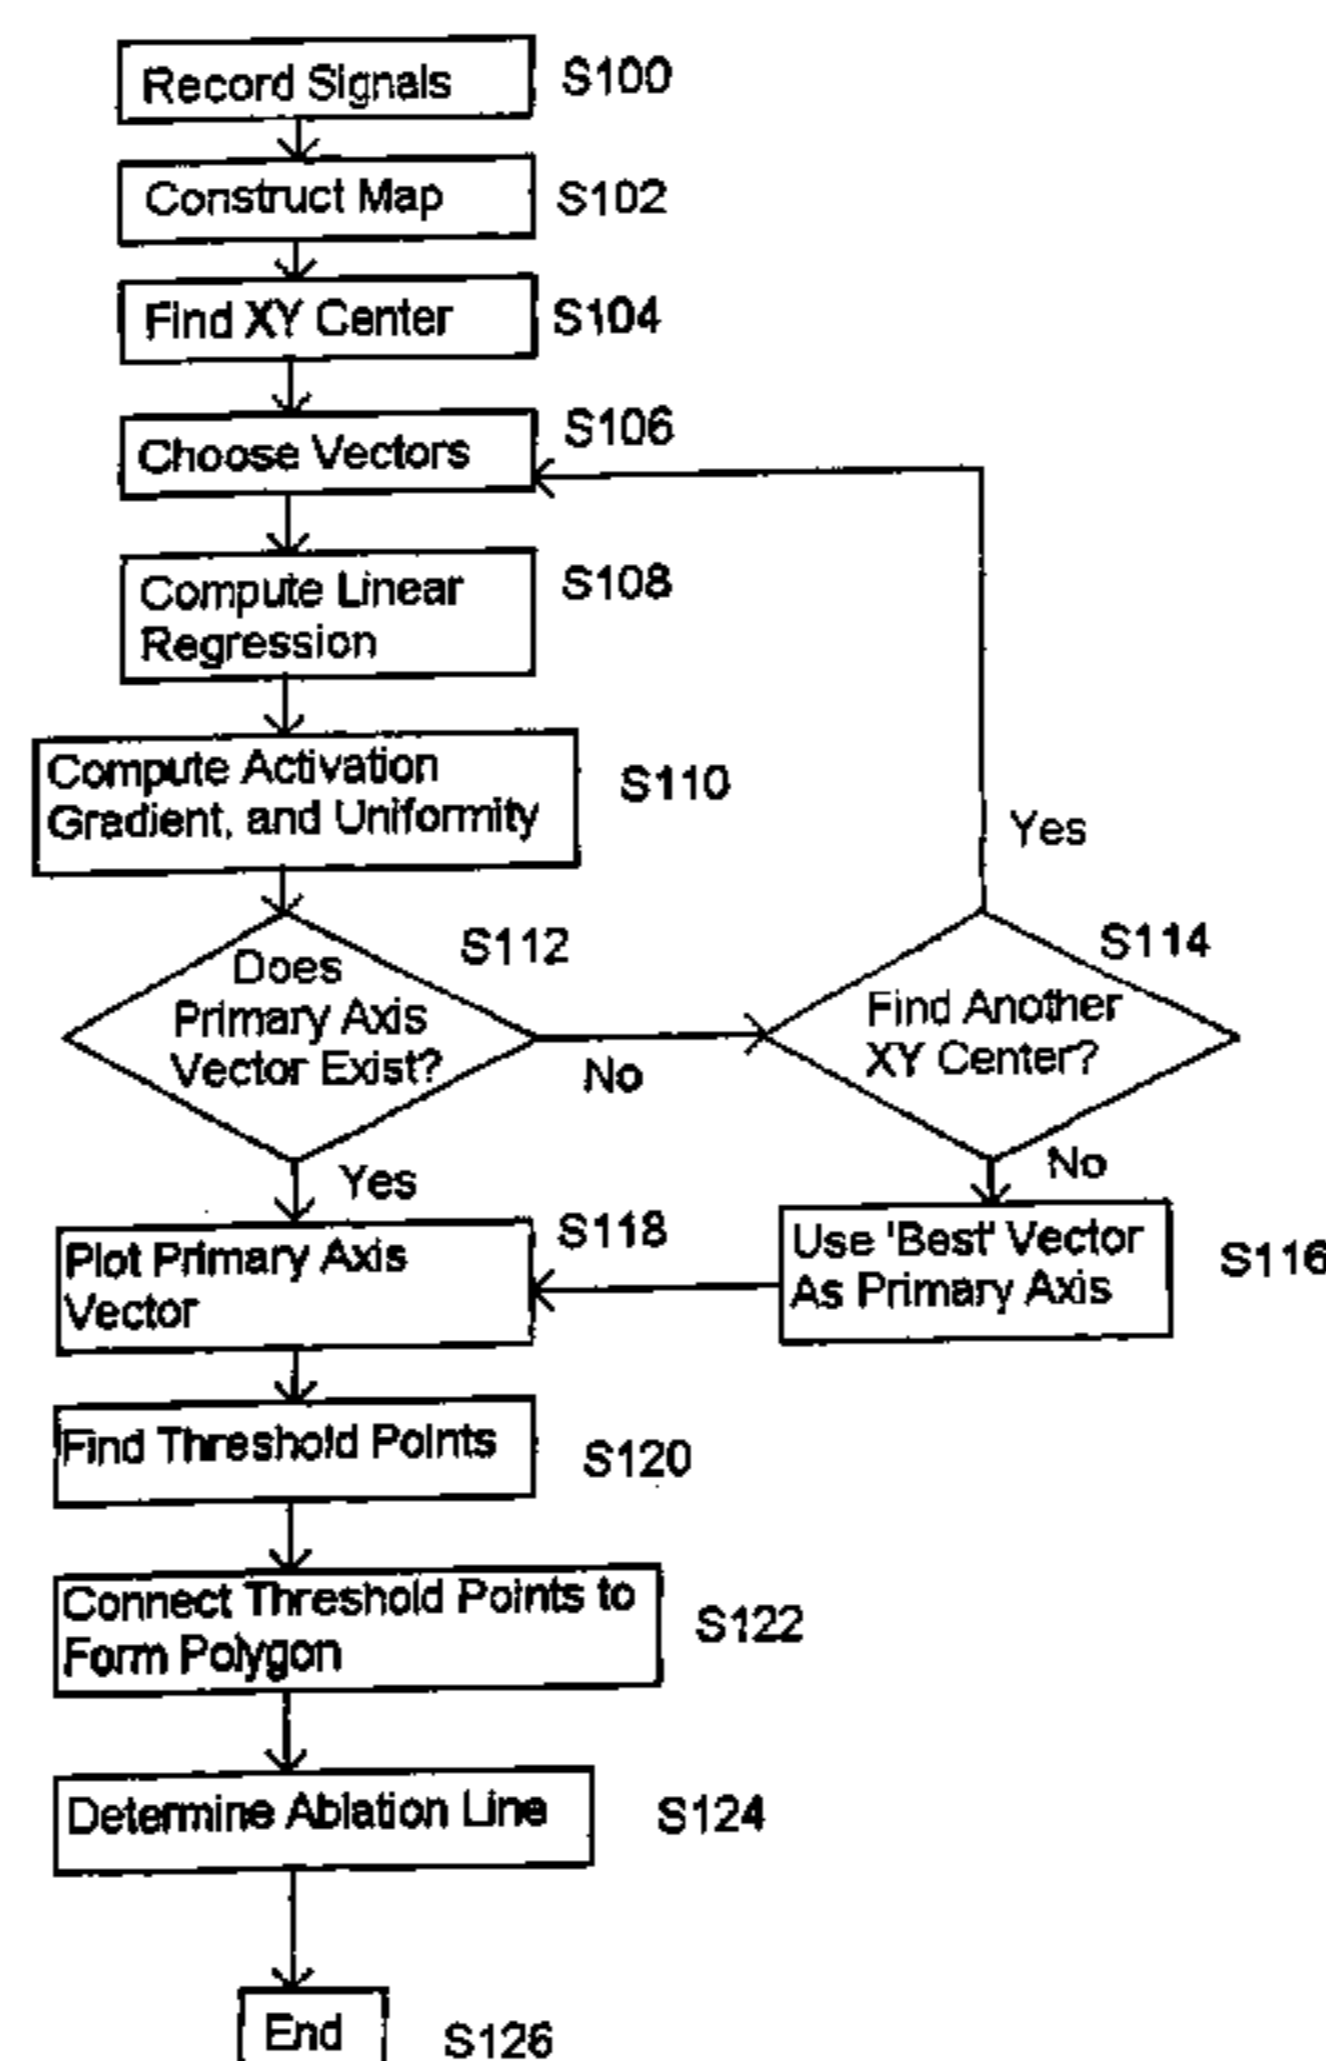 Record Signals
S100
Construct Map
S102
Find XY Center
S104
Choose Vectors
S106
Compute Linear
Regression
S108
Compute Activation
Gradient, and Uniformity
S110
Does
Primary Axis
Vector Exist?
S112
No
Yes
Find Another
XY Center?
S114
Yes
No
Use 'Best' Vector
As Primary Axis
S116
Plot Primary Axis
Vector
S118
Find Threshold Points
S120
Connect Threshold Points to
Form Polygon
S122
Determine Ablation Line
S124
End
S126